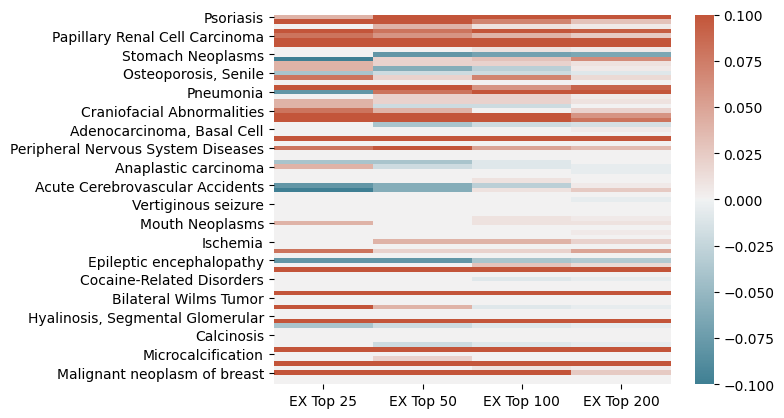 Psoriasis
Papillary Renal Cell Carcinoma
Stomach Neoplasms
Osteoporosis, Senile
Pneumonia
Craniofacial Abnormalities
Adenocarcinoma, Basal Cell
Peripheral Nervous System Diseases
Anaplastic carcinoma
Acute Cerebrovascular Accidents
Vertiginous seizure
Mouth Neoplasms
Ischemia
Epileptic encephalopathy
Cocaine-Related Disorders
Bilateral Wilms Tumor
Hyalinosis, Segmental Glomerular
Calcinosis
Microcalcification
Malignant neoplasm of breast
EX Top 25 EX Top 50 EX Top 100 EX Top 200
0.100
0.075
0.050
0.025
0.000
−0.025
−0.050
−0.075
−0.100